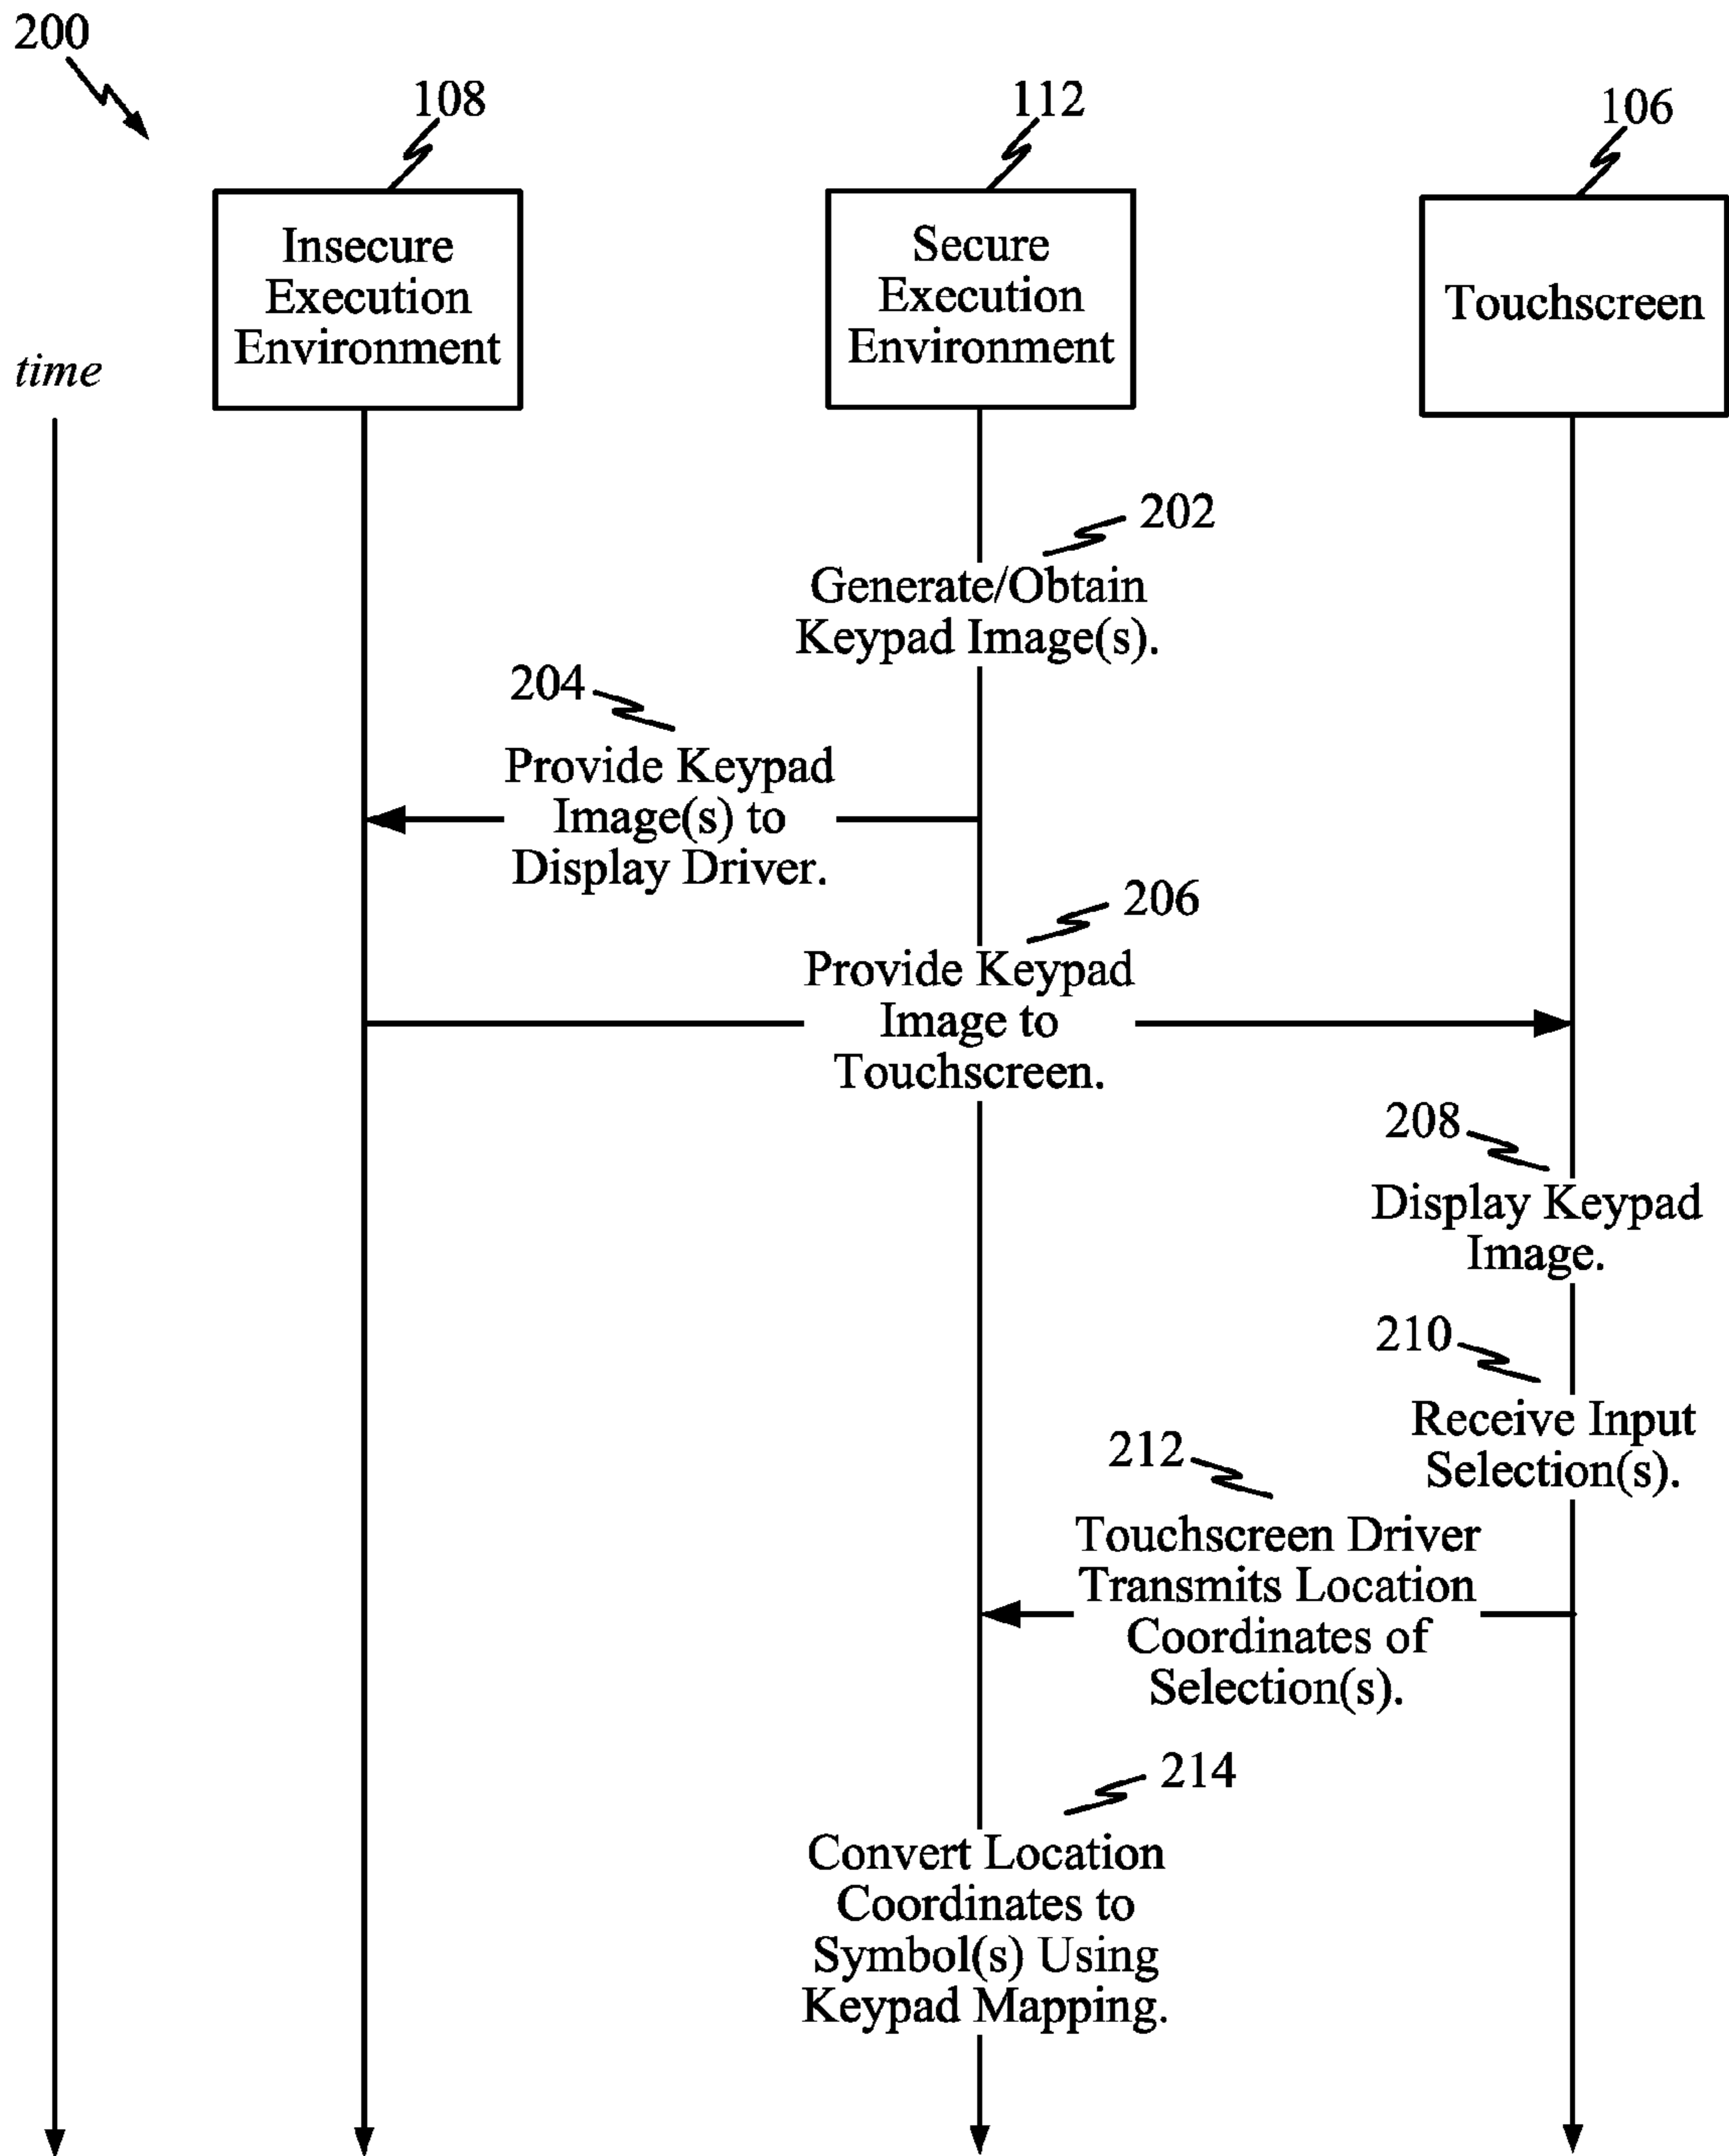 200
108
112
106
Insecure
Execution
Environment
Secure
Execution
Environment
Touchscreen
time
202
Generate/Obtain
Keypad Image(s).
204
Provide Keypad
Image(s) to
Display Driver.
206
Provide Keypad
Image to
Touchscreen.
208
Display Keypad
Image.
210
Receive Input
Selection(s).
212
Touchscreen Driver
Transmits Location
Coordinates of
Selection(s).
214
Convert Location
Coordinates to
Symbol(s) Using
Keypad Mapping.